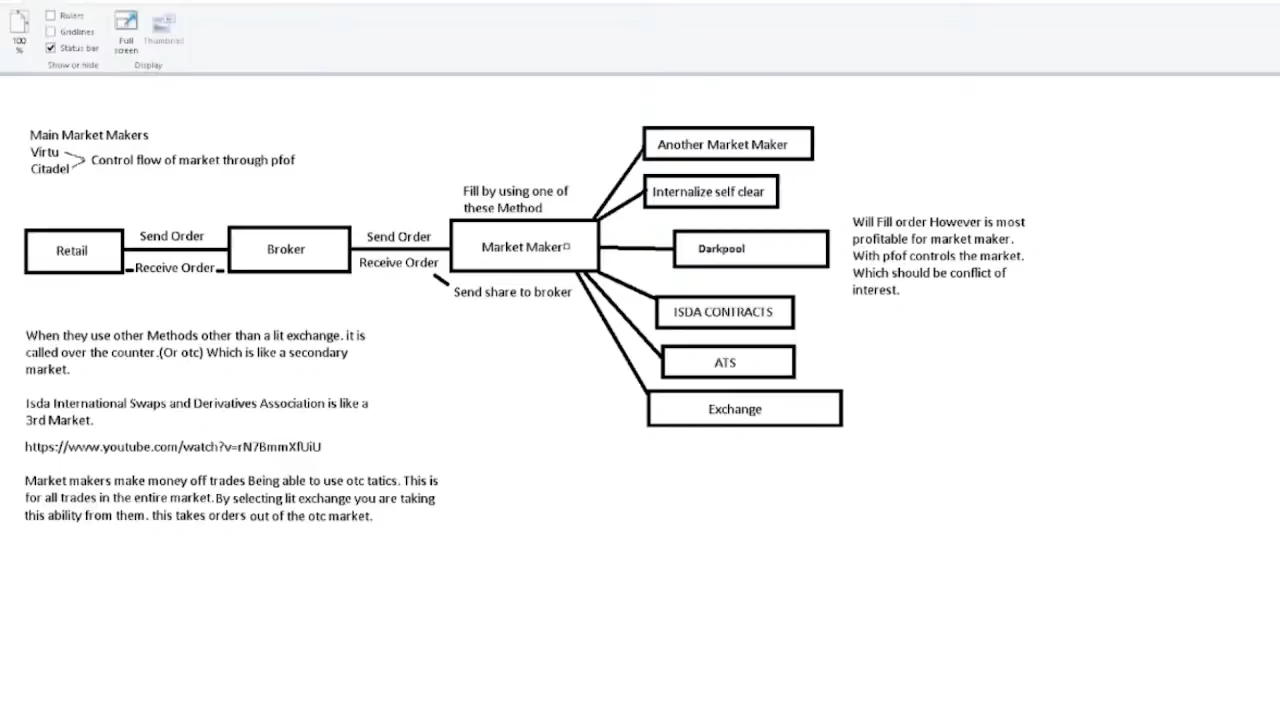 Rulers
Gridlines
Status bar
100
%
Full
screen
Thumbnail
Show or hide
Display
Main Market Makers
Virtu
Citadel
Control flow of market through pfof
Fill by using one of
these Method
Retail
Send Order
Receive Order
Broker
Send Order
Receive Order
Market Maker
Send share to broker
Another Market Maker
Internalize self clear
Darkpool
ISDA CONTRACTS
ATS
Exchange
Will Fill order However is most
profitable for market maker.
With pfof controls the market.
Which should be conflict of
interest.
When they use other Methods other than a lit exchange. it is
called over the counter.(Or otc) Which is like a secondary
market.
Isda International Swaps and Derivatives Association is like a
3rd Market.
https://www.youtube.com/watch?v=rN7BmmXfUiU
Market makers make money off trades Being able to use otc tatics. This is
for all trades in the entire market. By selecting lit exchange you are taking
this ability from them. this takes orders out of the otc market.